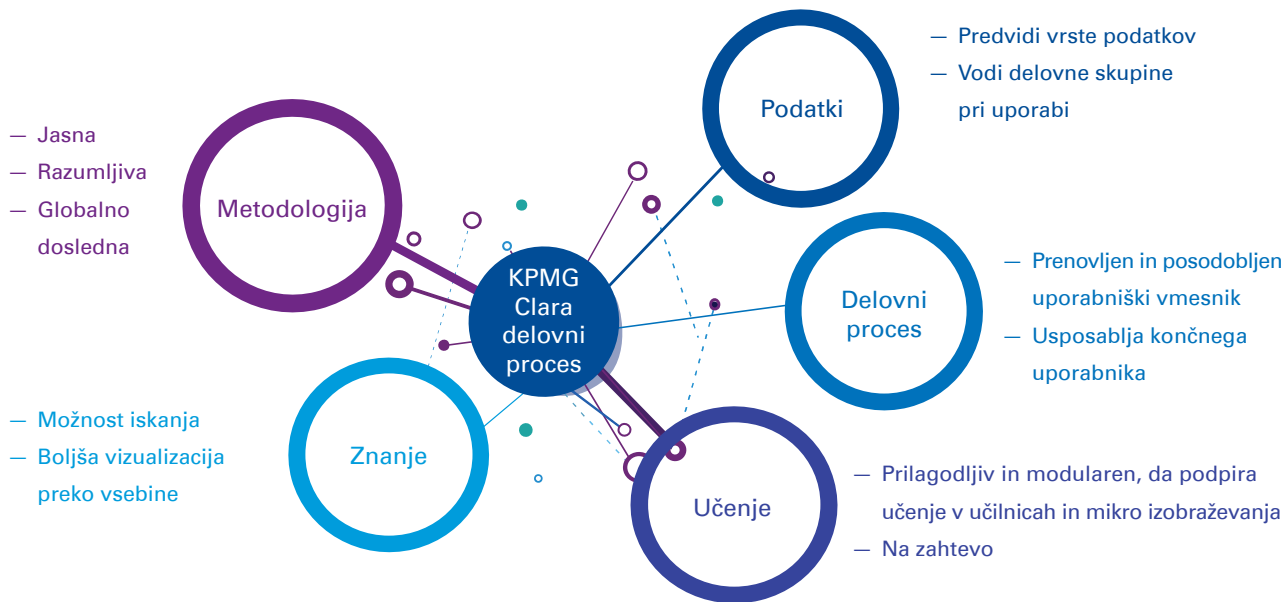 KPMG
Clara
delovni
proces
Metodologija
— Jasna
— Razumljiva
— Globalno
dosledna
Podatki
— Predvidi vrste podatkov
— Vodi delovne skupine
pri uporabi
Delovni
proces
— Prenovljen in posodobljen
uporabniški vmesnik
— Usposablja končnega
uporabnika
Znanje
— Možnost iskanja
— Boljša vizualizacija
preko vsebine
Učenje
— Prilagodljiv in modularen, da podpira
učenje v učilnicah in mikro izobraževanja
— Na zahtevo